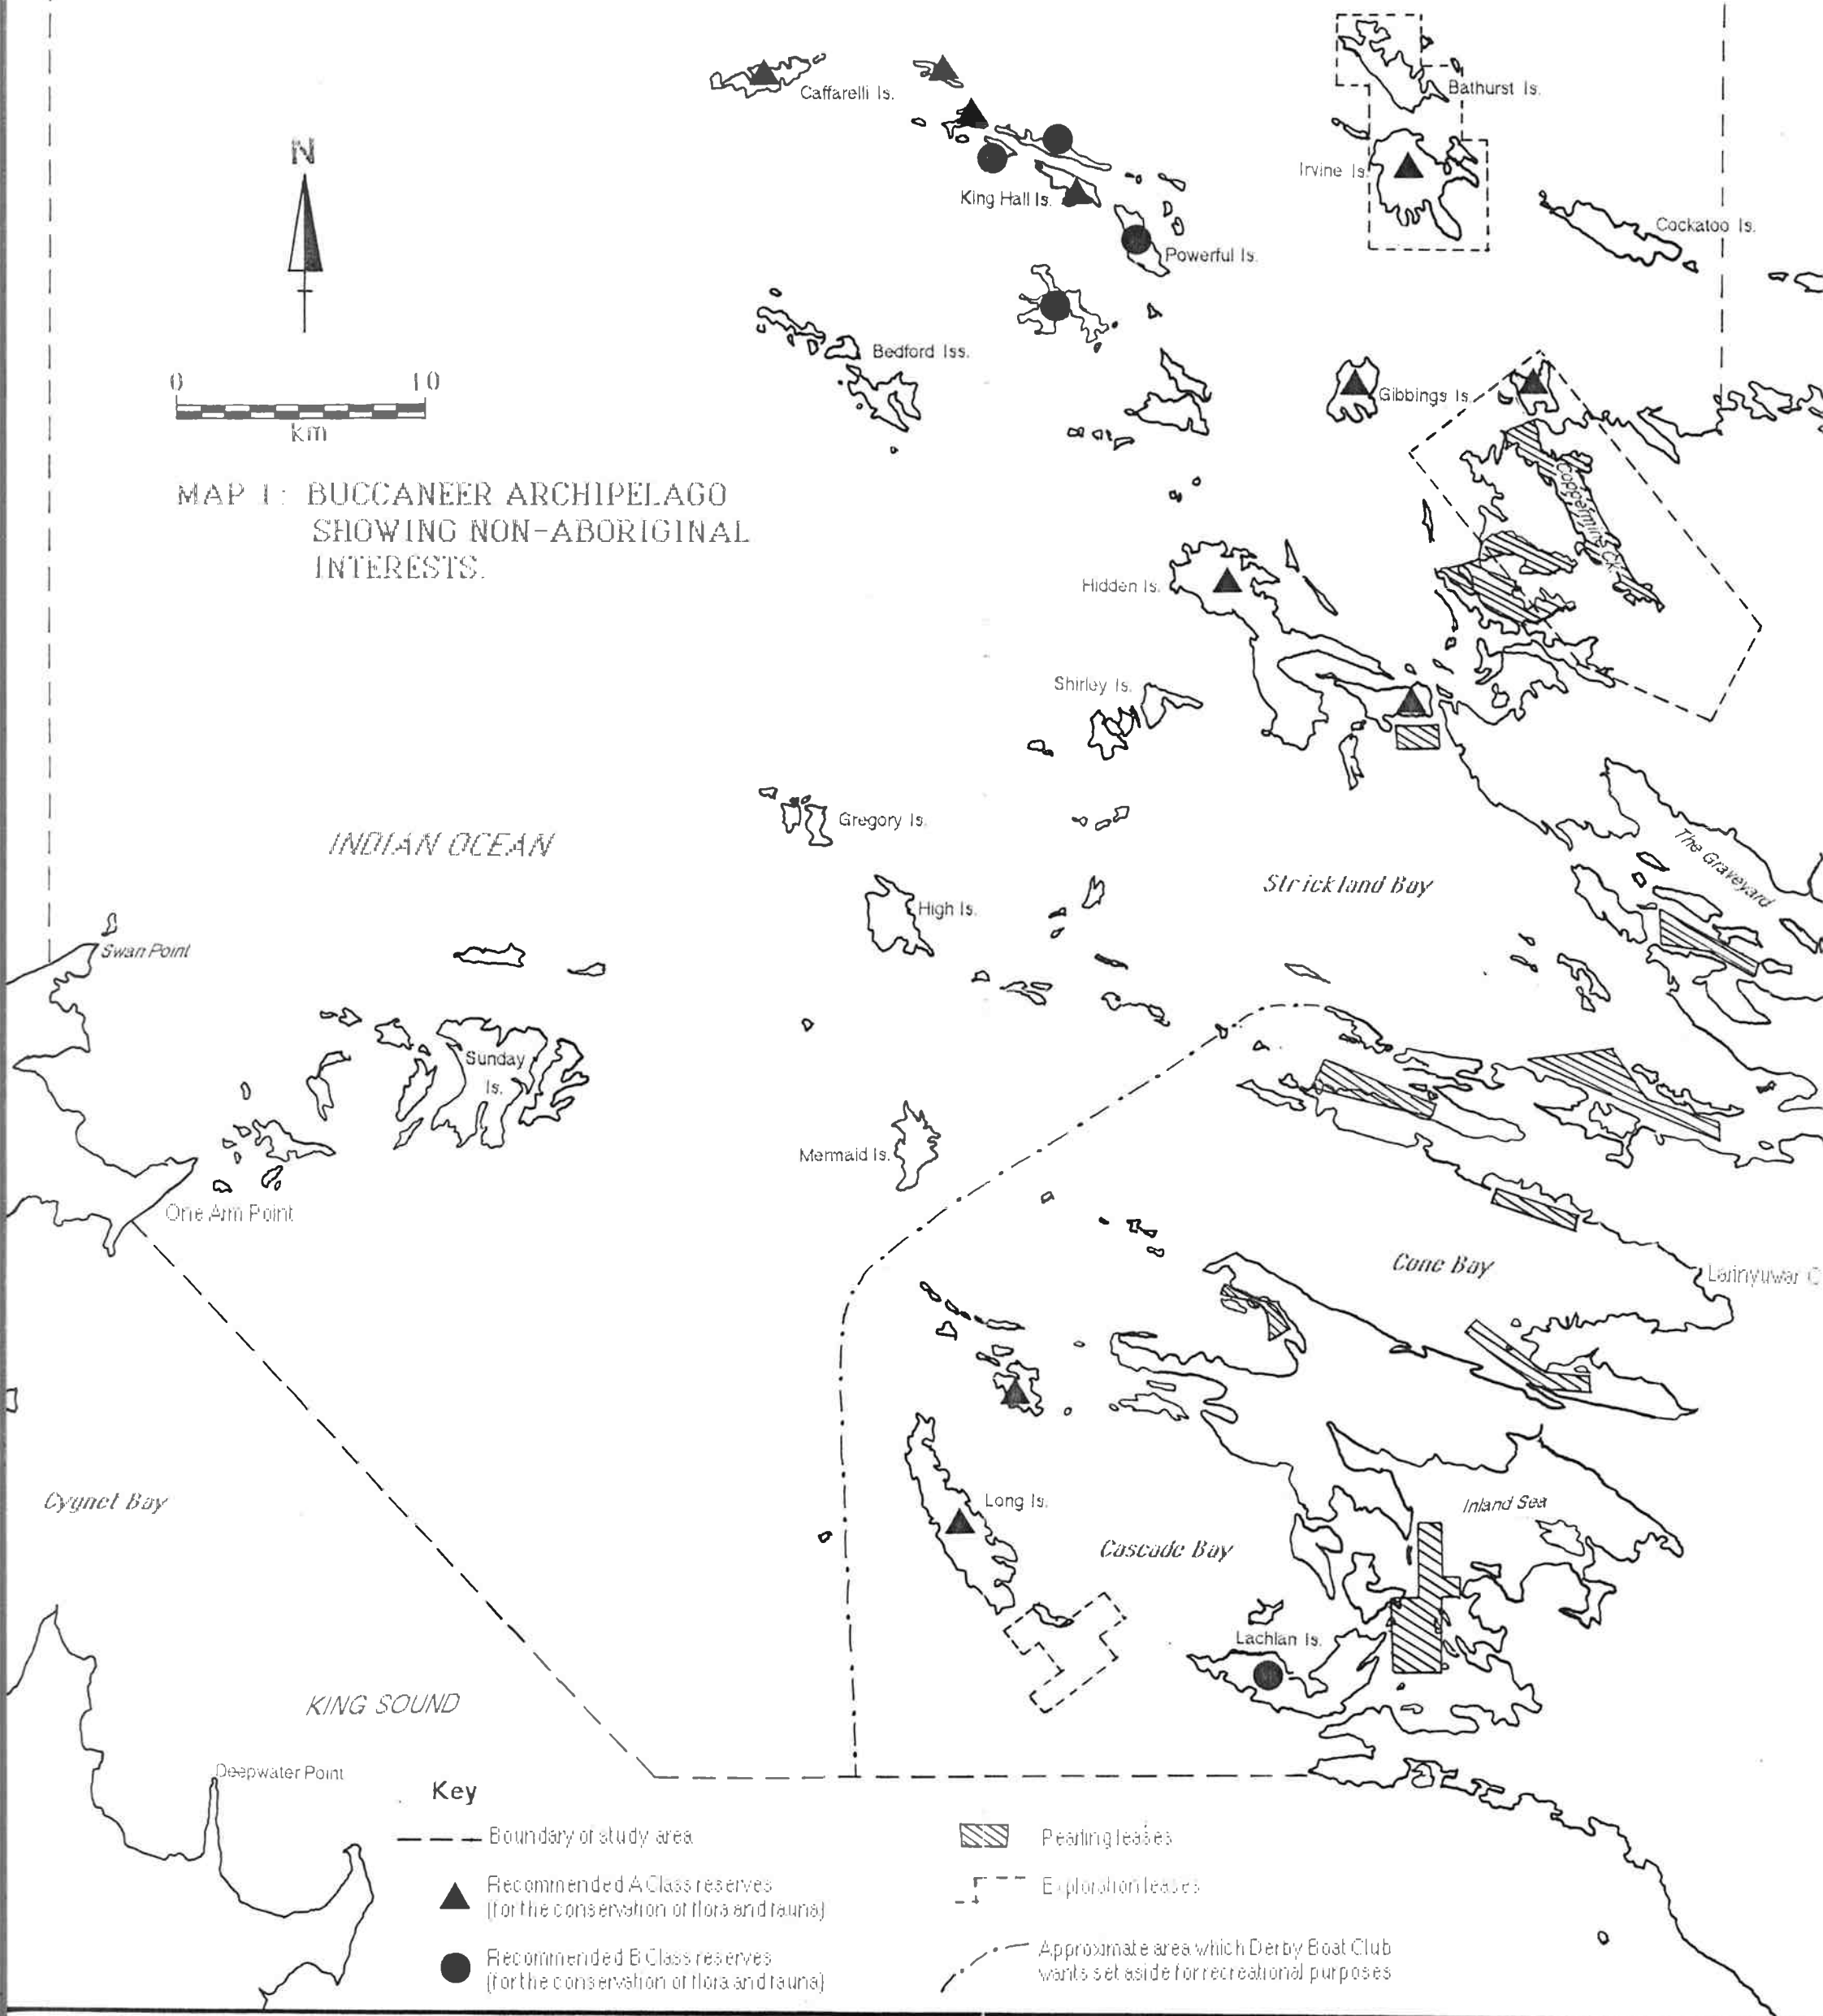 Caffarelli Is.
Bathurst Is.
N
Irvine Is.
King Hall Is.
Cockatoo Is.
Powerful Is.
Bedford Iss.
0 10
km
Gibbings Is.
MAP 1: BUCCANEER ARCHIPELAGO
SHOWING NON-ABORIGINAL
INTERESTS.
Coppermine Ck.
Hidden Is.
Shirley Is.
Gregory Is.
INDIAN OCEAN
The Graveyard
Strickland Bay
High Is.
Swan Point
Sunday
Is.
Mermaid Is.
One Arm Point
Cone Bay
Larinyuwar C
Long Is.
Inland Sea
Cygnet Bay
Cascade Bay
Lachlan Is.
KING SOUND
Deepwater Point
Key
Boundary of study area
Recommended A Class reserves
(for the conservation of flora and fauna)
Recommended B Class reserves
(for the conservation of flora and fauna)
Pearling leases
Exploration leases
Approximate area which Derby Boat Club
wants set aside for recreational purposes